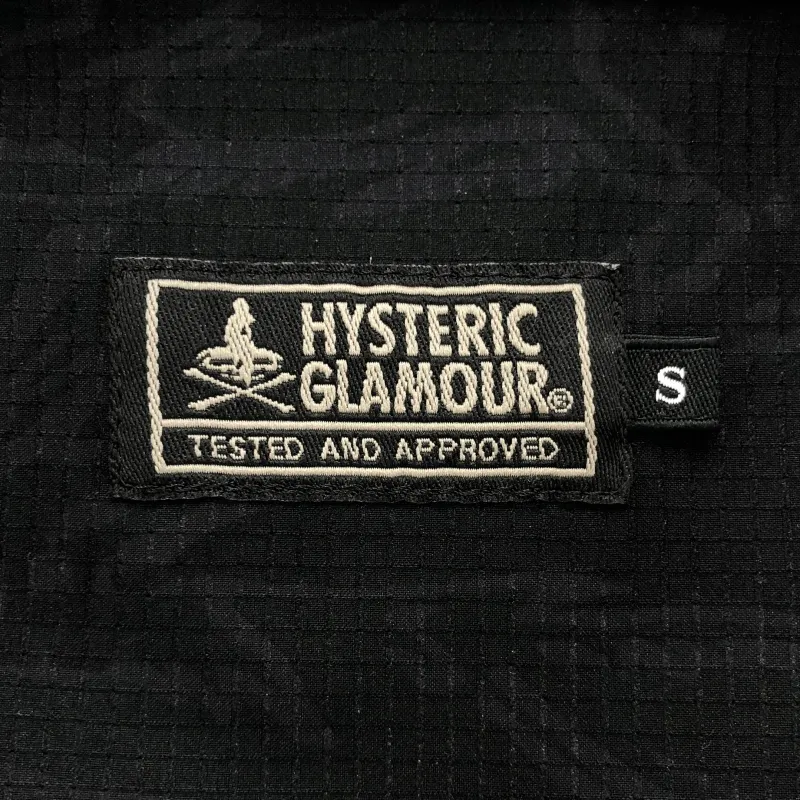 HYSTERIC
GLAMOUR®
TESTED AND APPROVED
S